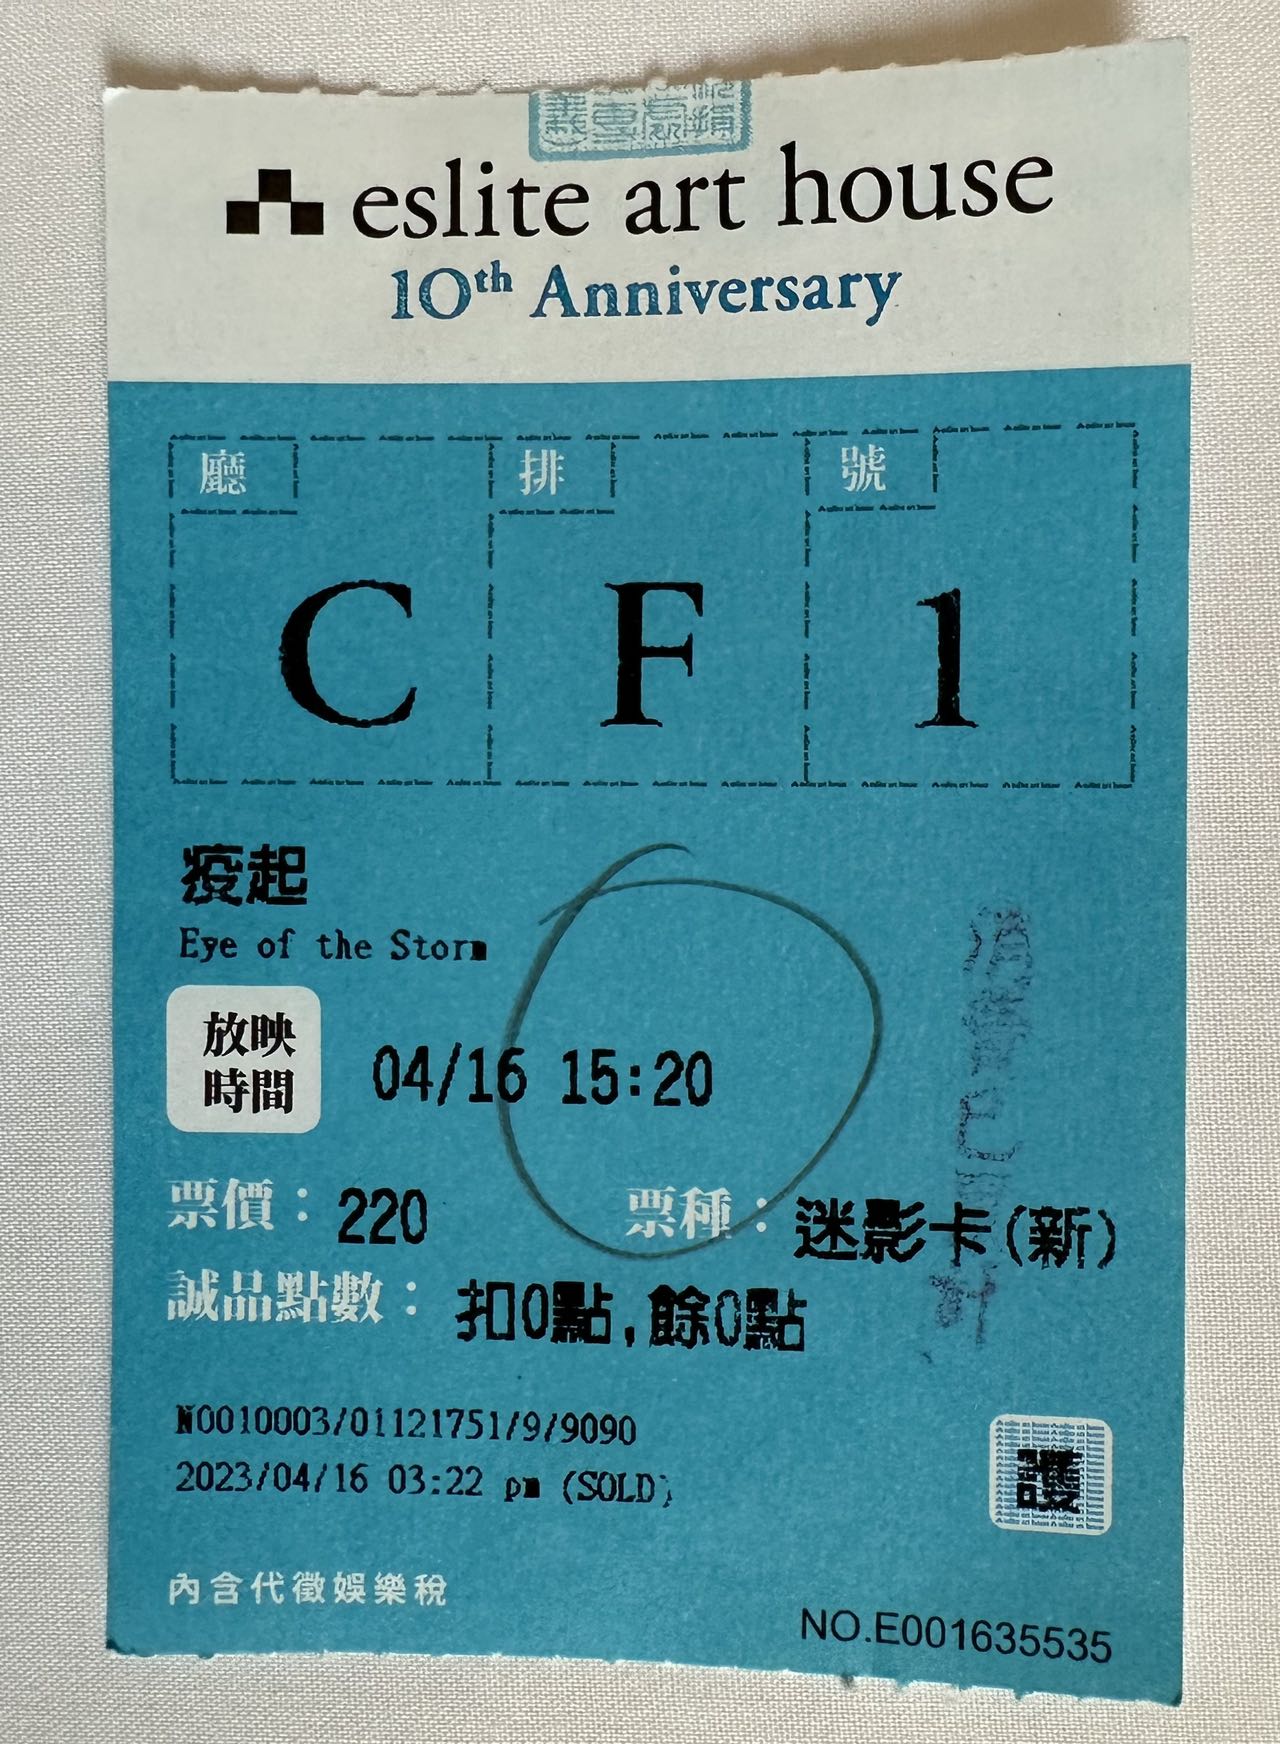 eslite art house
10th Anniversary
廳 排 號
C F 1
疫起
Eye of the Storm
放映時間 04/16 15:20
票價：220 票種：迷影卡(新)
誠品點數：扣0點,餘0點
N0010003/01121751/9/9090
2023/04/16 03:22 pm (SOLD)
內含代徵娛樂稅
NO.E001635535